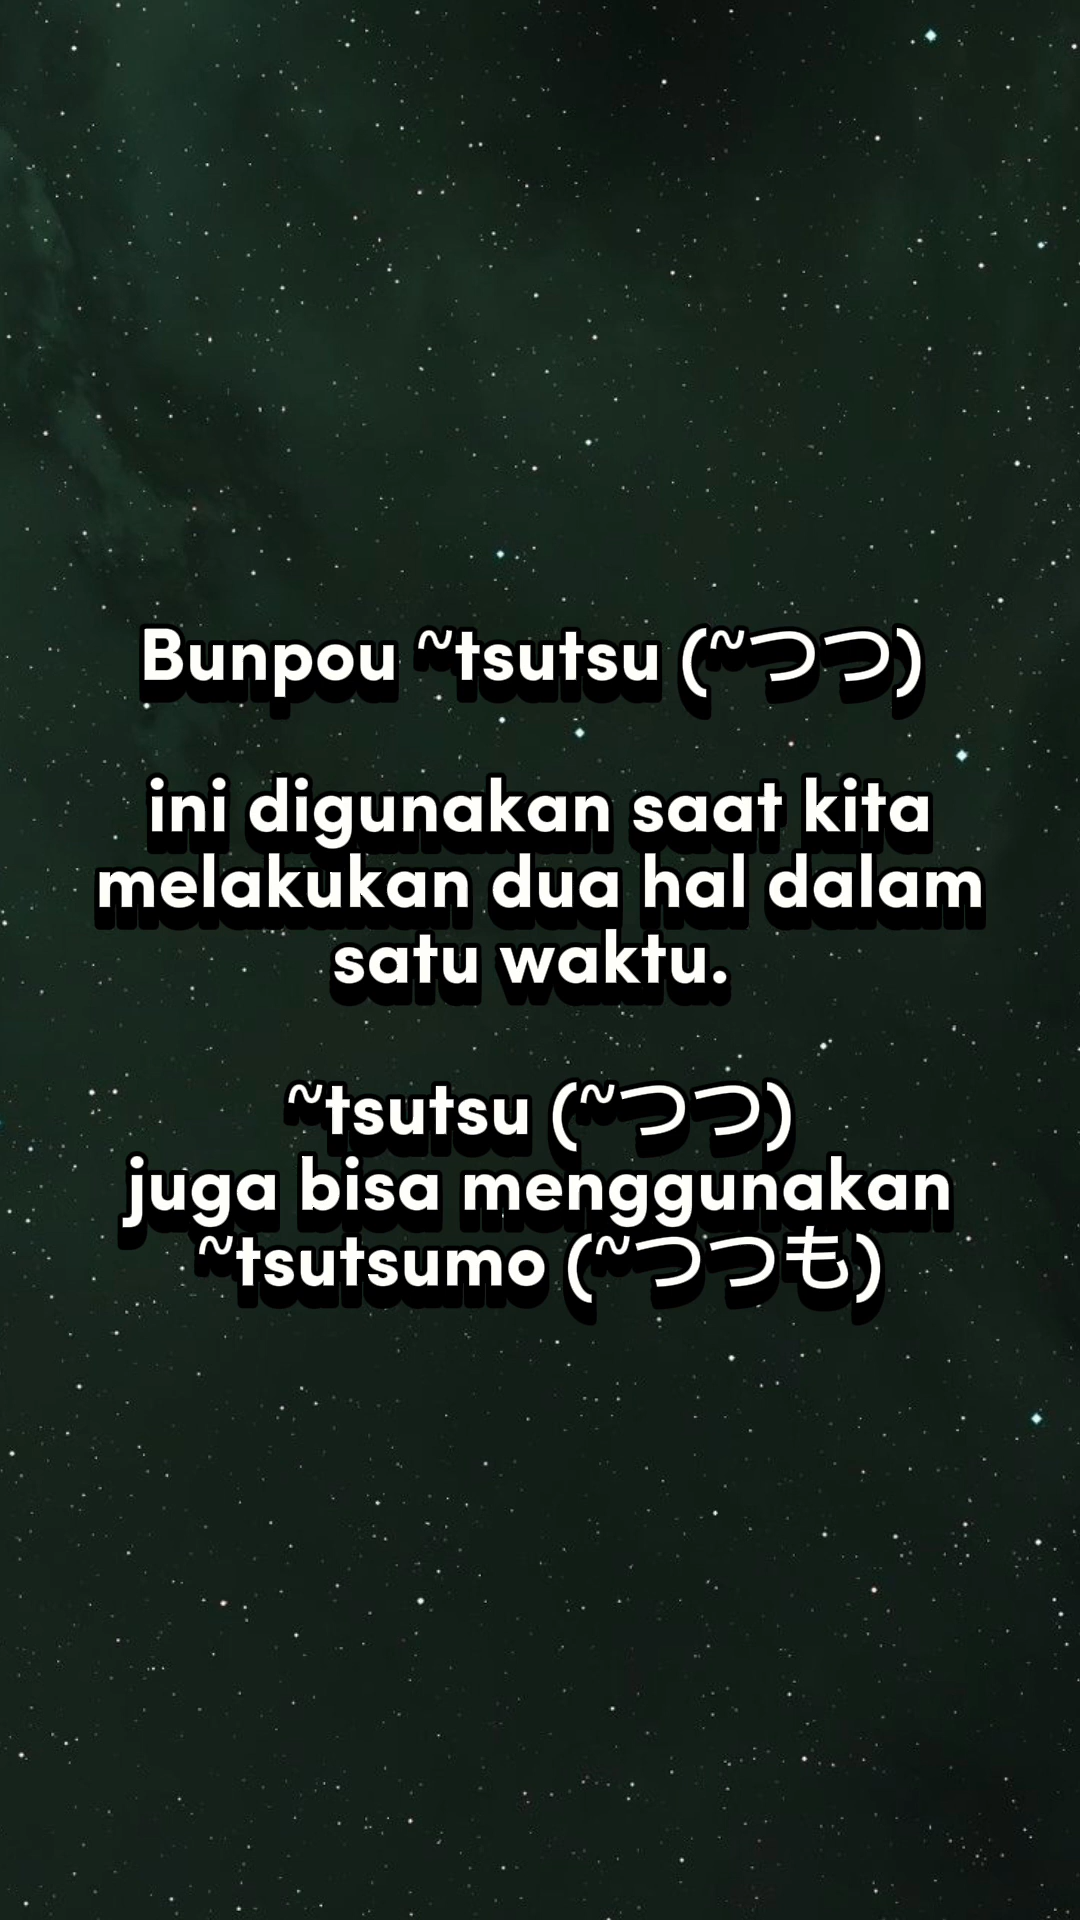 Bunpou ~tsutsu (~つつ)
ini digunakan saat kita
melakukan dua hal dalam
satu waktu.
~tsutsu (~つつ)
juga bisa menggunakan
~tsutsumo (~つつも)